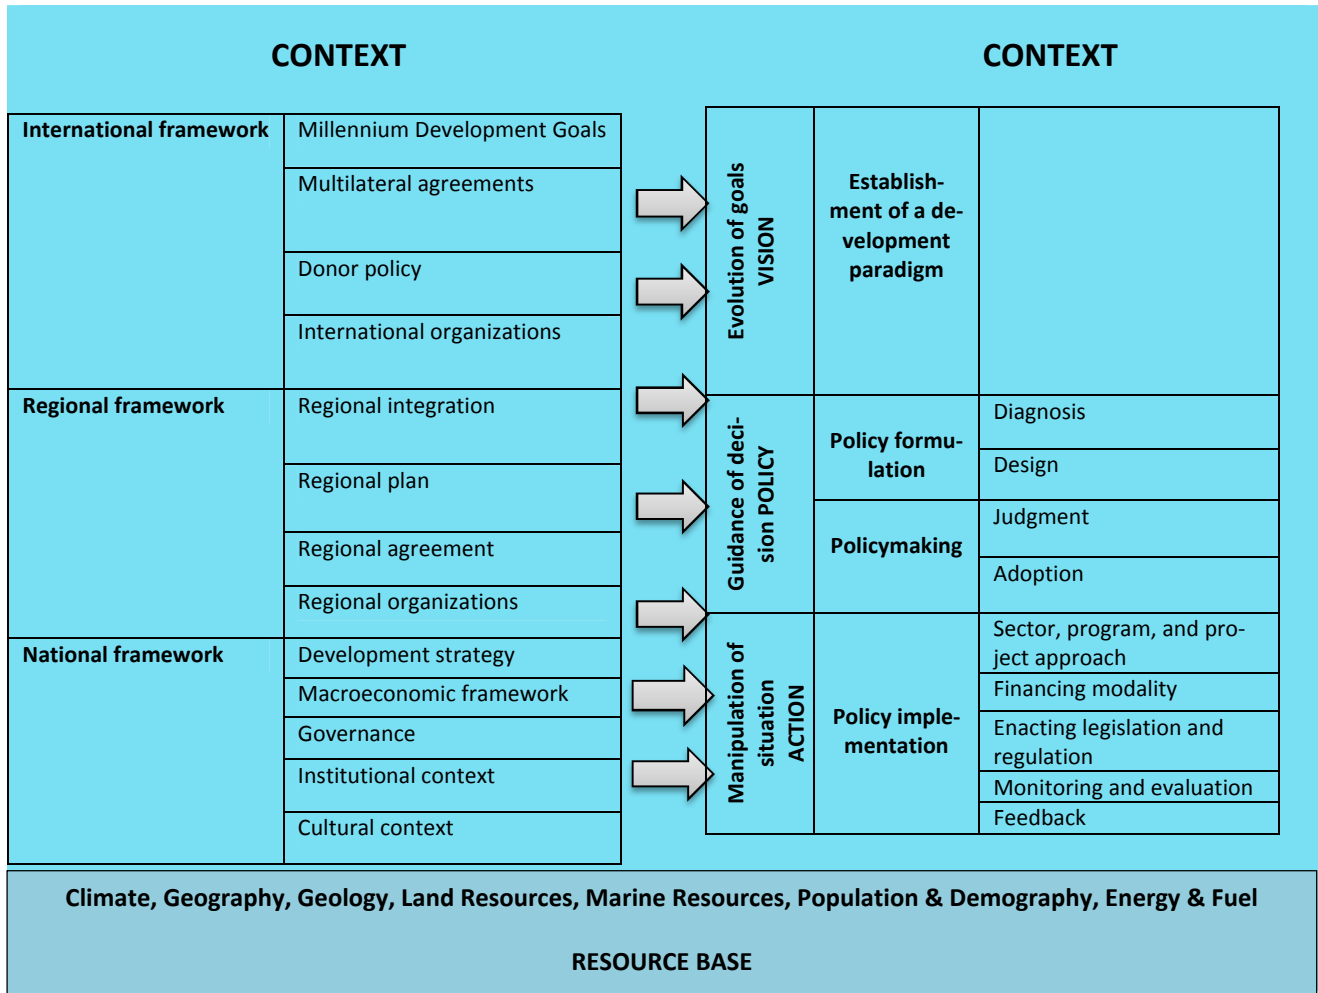 CONTEXT
International framework
Millennium Development Goals
Multilateral agreements
Donor policy
International organizations
Regional framework
Regional integration
Regional plan
Regional agreement
Regional organizations
National framework
Development strategy
Macroeconomic framework
Governance
Institutional context
Cultural context
CONTEXT
Evolution of goals
VISION
Establish-
ment of a de-
velopment
paradigm
Guidance of deci-
sion POLICY
Policy formu-
lation
Diagnosis
Design
Policymaking
Judgment
Adoption
Manipulation of
situation
ACTION
Policy imple-
mentation
Sector, program, and pro-
ject approach
Financing modality
Enacting legislation and
regulation
Monitoring and evaluation
Feedback
Climate, Geography, Geology, Land Resources, Marine Resources, Population & Demography, Energy & Fuel
RESOURCE BASE